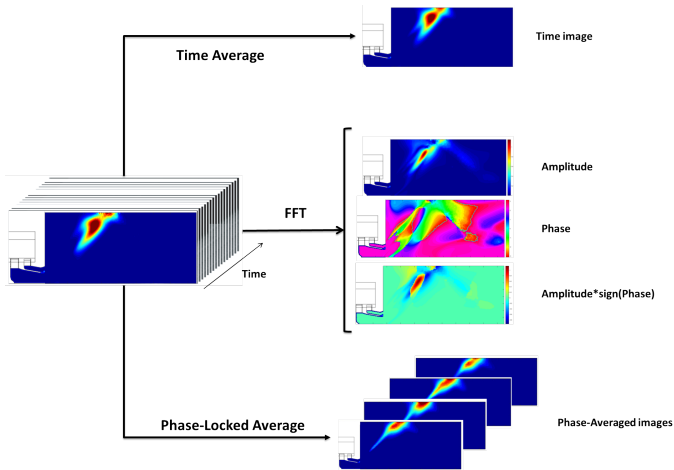 Time Average
Time image
Amplitude
FFT
Phase
Time
Amplitude*sign(Phase)
Phase-Locked Average
Phase-Averaged images